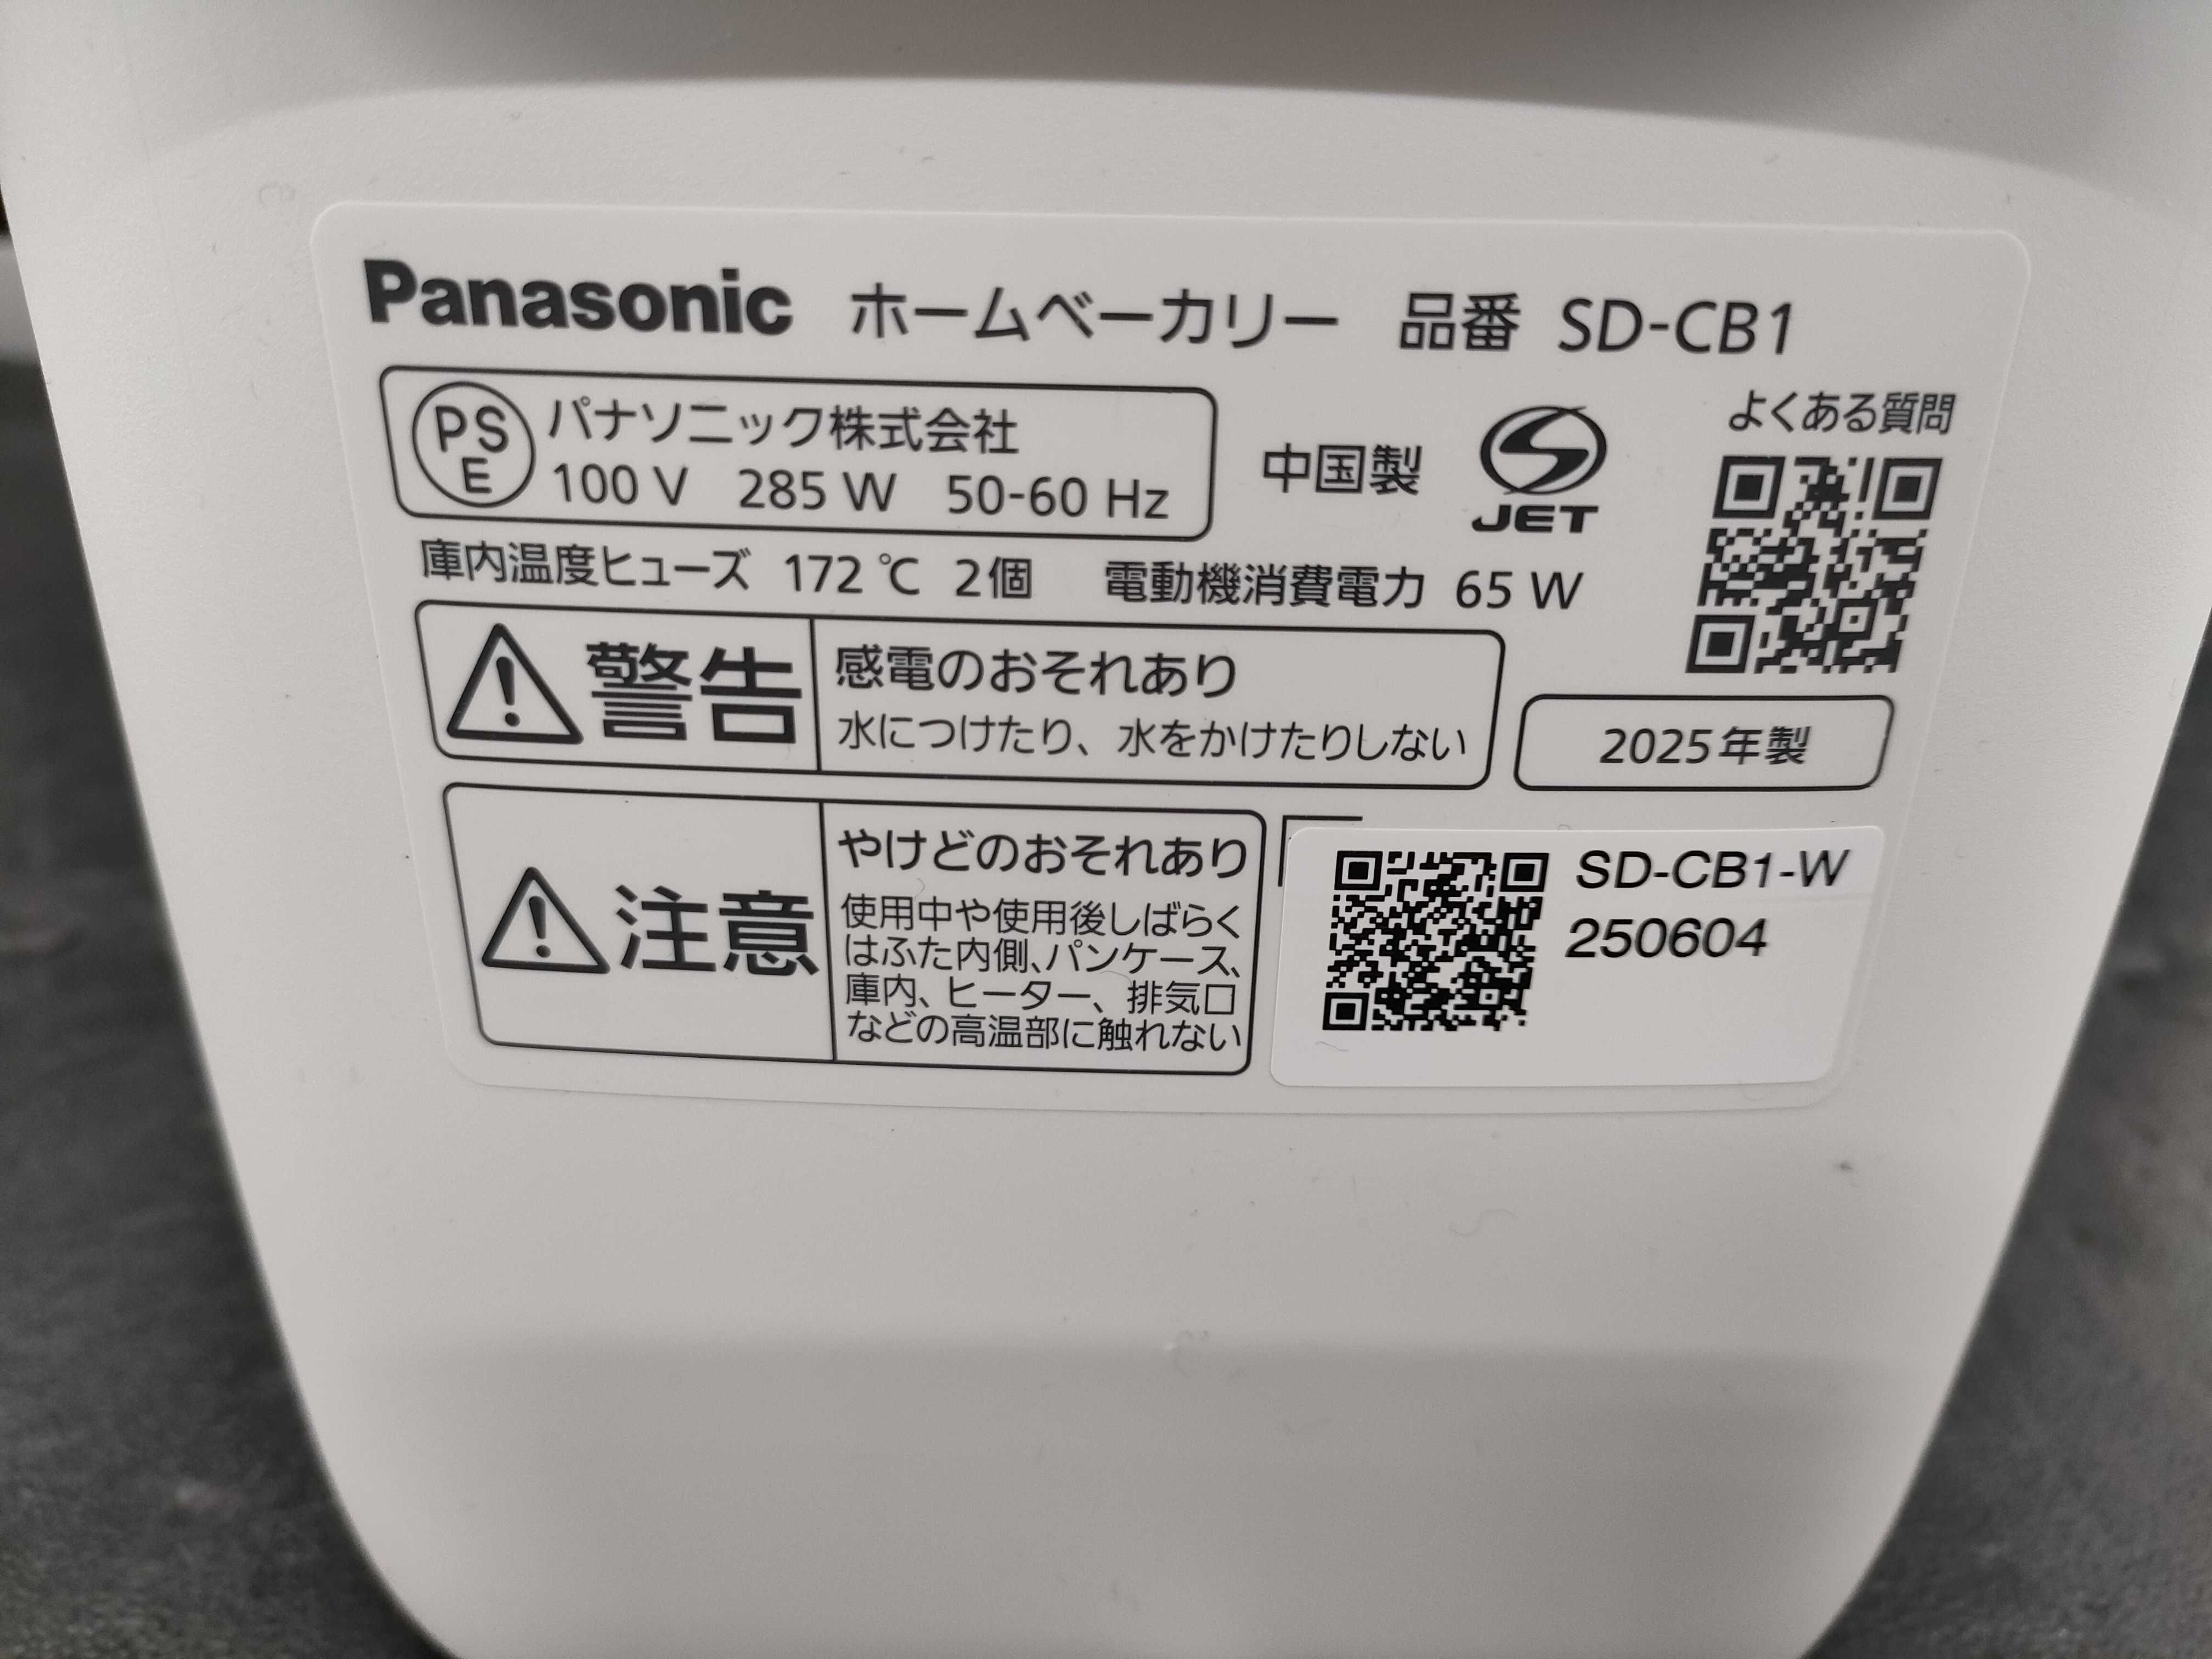 Panasonic ホームベーカリー 品番 SD-CB1
PS
E
パナソニック株式会社
100 V 285 W 50-60 Hz
中国製
JET
よくある質問
庫内温度ヒューズ 172 ℃ 2個 電動機消費電力 65 W
警告
感電のおそれあり
水につけたり、水をかけたりしない
2025年製
注意
やけどのおそれあり
使用中や使用後しばらく
はふた内側、パンケース、
庫内、ヒーター、排気口
などの高温部に触れない
SD-CB1-W
250604